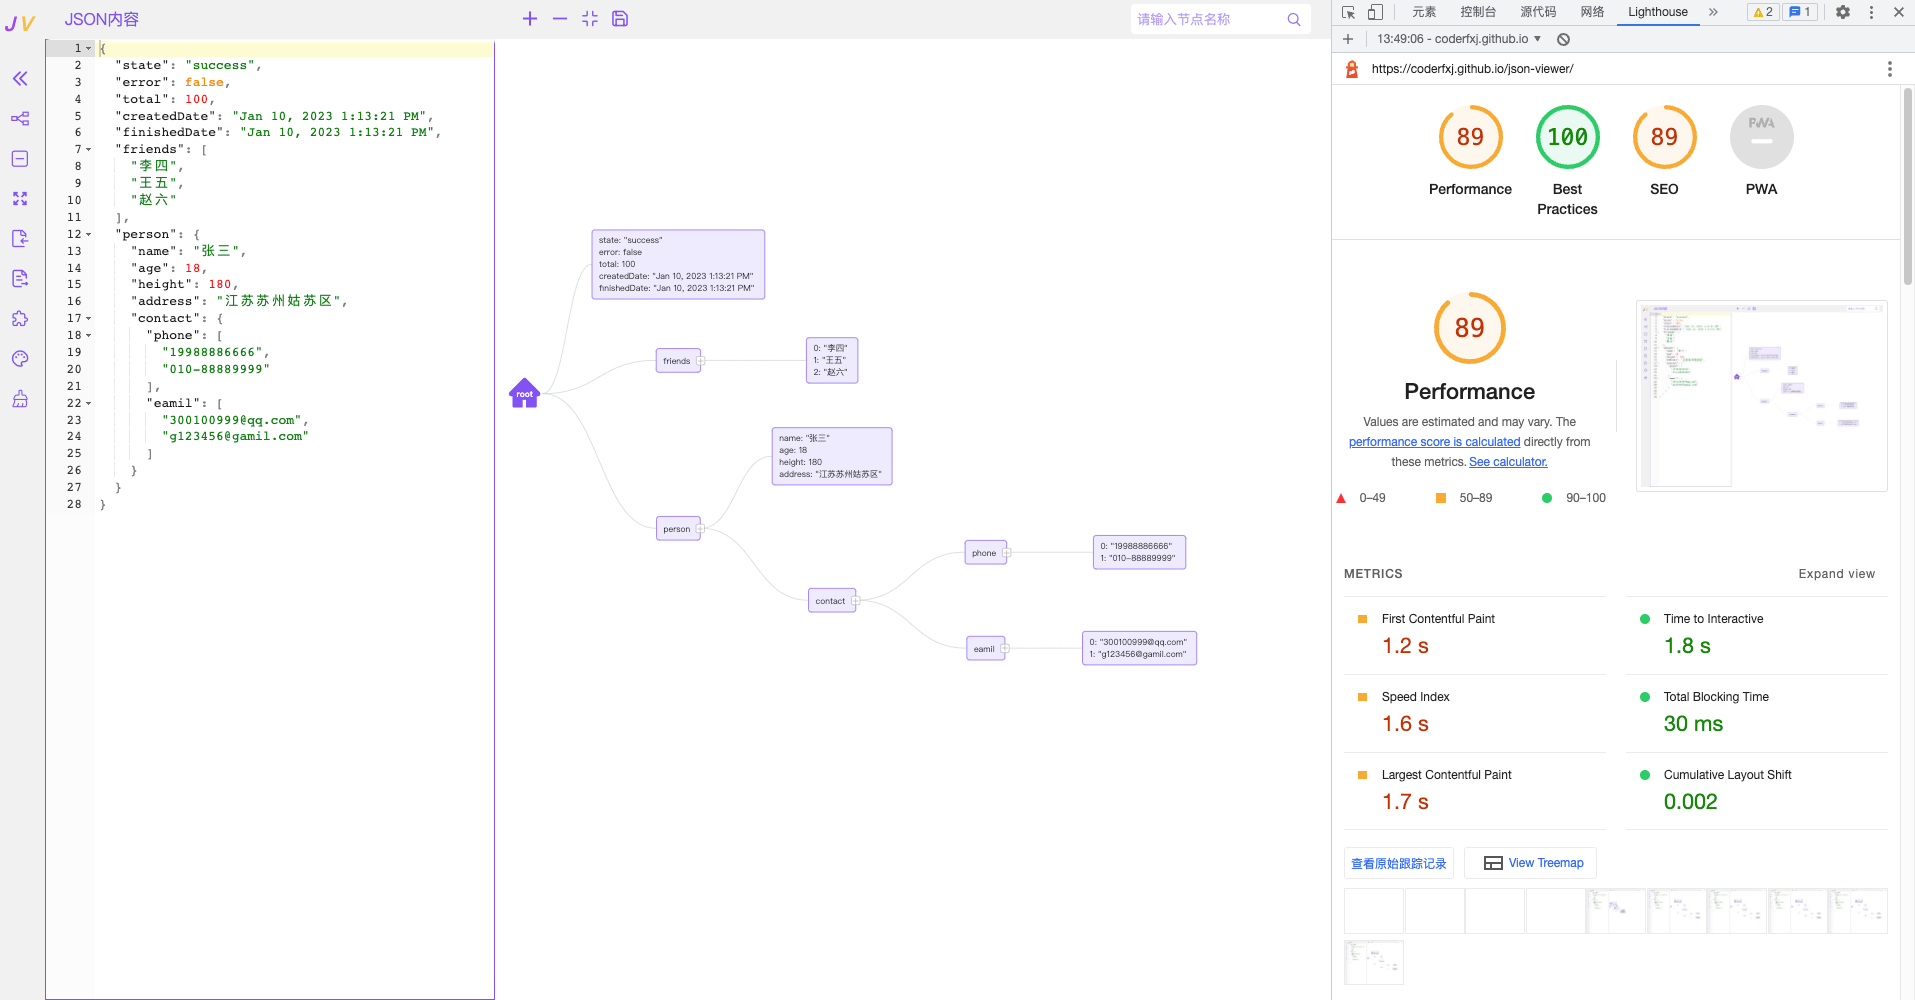 JV
JSON内容
请输入节点名称
1 {
2 "state": "success",
3 "error": false,
4 "total": 100,
5 "createdDate": "Jan 10, 2023 1:13:21 PM",
6 "finishedDate": "Jan 10, 2023 1:13:21 PM",
7 "friends": [
8 "李四",
9 "王五",
10 "赵六"
11 ],
12 "person": {
13 "name": "张三",
14 "age": 18,
15 "height": 180,
16 "address": "江苏苏州姑苏区",
17 "contact": {
18 "phone": [
19 "19988886666",
20 "010-88889999"
21 ],
22 "eamil": [
23 "300100999@qq.com",
24 "g123456@gamil.com"
25 ]
26 }
27 }
28 }
state: "success"
error: false
total: 100
createdDate: "Jan 10, 2023 1:13:21 PM"
finishedDate: "Jan 10, 2023 1:13:21 PM"
friends
0: "李四"
1: "王五"
2: "赵六"
root
name: "张三"
age: 18
height: 180
address: "江苏苏州姑苏区"
person
phone
0: "19988886666"
1: "010-88889999"
contact
eamil
0: "300100999@qq.com"
1: "g123456@gamil.com"
元素 控制台 源代码 网络 Lighthouse 2 1
13:49:06 - coderfxj.github.io
https://coderfxj.github.io/json-viewer/
89 100 89 PWA
Performance Best Practices SEO PWA
89
Performance
Values are estimated and may vary. The
performance score is calculated directly from
these metrics. See calculator.
0–49 50–89 90–100
METRICS Expand view
First Contentful Paint
1.2 s
Time to Interactive
1.8 s
Speed Index
1.6 s
Total Blocking Time
30 ms
Largest Contentful Paint
1.7 s
Cumulative Layout Shift
0.002
查看原始跟踪记录 View Treemap